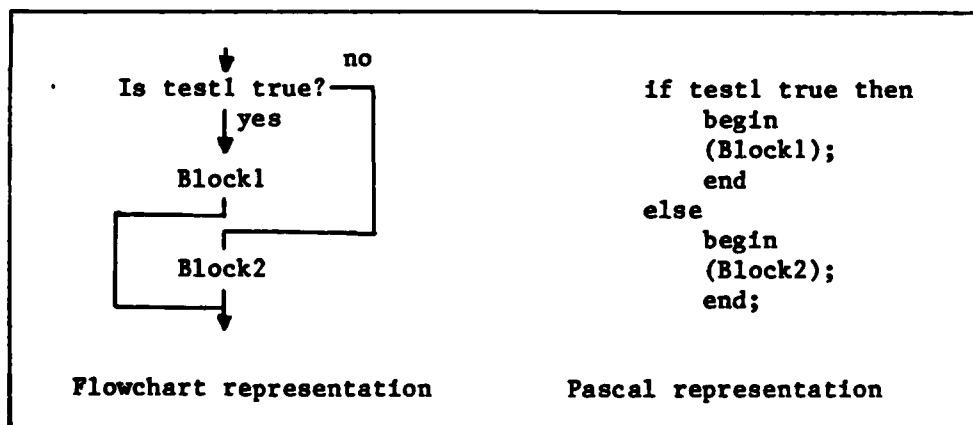 no
Is test1 true?
yes
Block1
Block2
Flowchart representation
if test1 true then
begin
(Block1);
end
else
begin
(Block2);
end;
Pascal representation